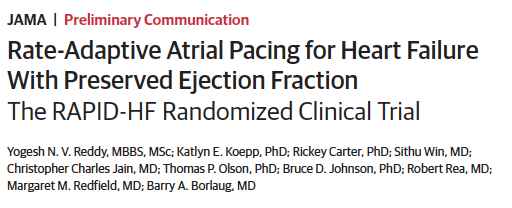 JAMA | Preliminary Communication
Rate-Adaptive Atrial Pacing for Heart Failure
With Preserved Ejection Fraction
The RAPID-HF Randomized Clinical Trial
Yogesh N. V. Reddy, MBBS, MSc; Katlyn E. Koepp, PhD; Rickey Carter, PhD; Sithu Win, MD;
Christopher Charles Jain, MD; Thomas P. Olson, PhD; Bruce D. Johnson, PhD; Robert Rea, MD;
Margaret M. Redfield, MD; Barry A. Borlaug, MD